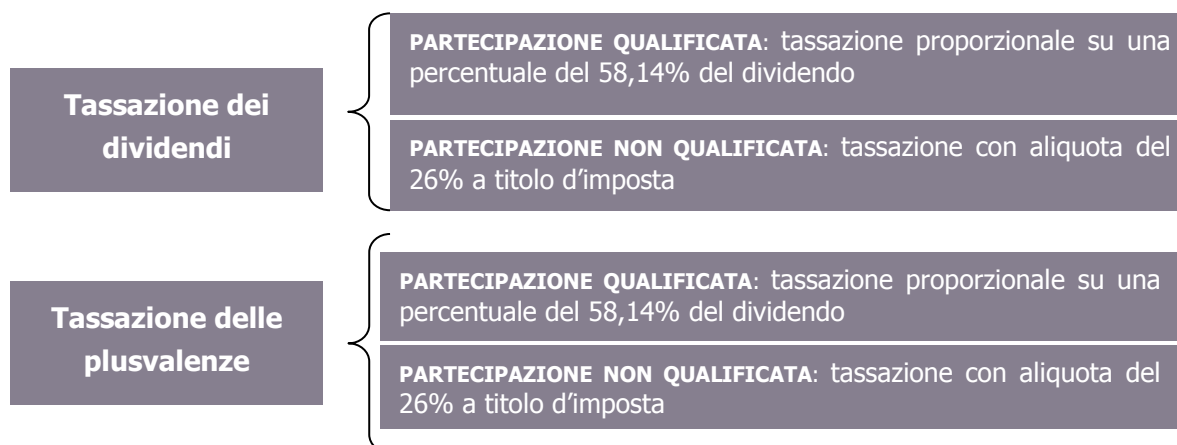 Tassazione dei
dividendi
PARTECIPAZIONE QUALIFICATA: tassazione proporzionale su una
percentuale del 58,14% del dividendo
PARTECIPAZIONE NON QUALIFICATA: tassazione con aliquota del
26% a titolo d’imposta
Tassazione delle
plusvalenze
PARTECIPAZIONE QUALIFICATA: tassazione proporzionale su una
percentuale del 58,14% del dividendo
PARTECIPAZIONE NON QUALIFICATA: tassazione con aliquota del
26% a titolo d’imposta